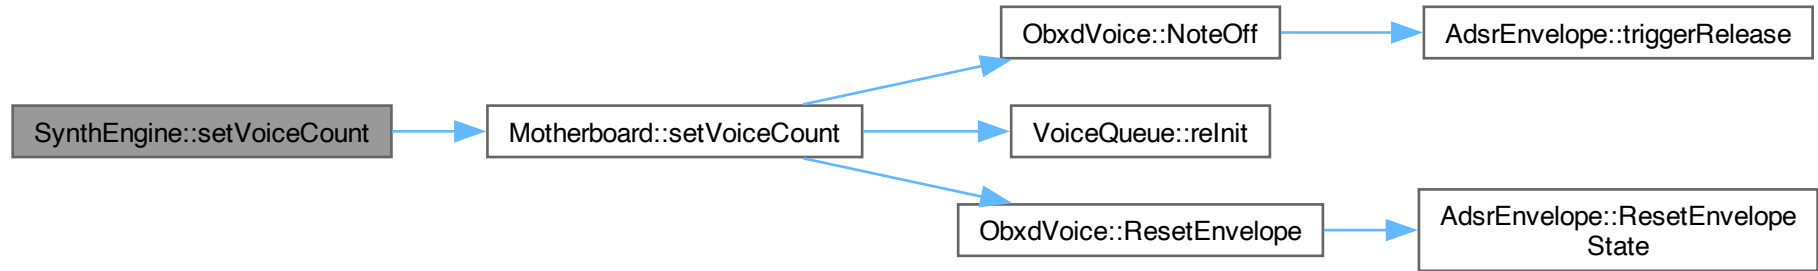 ObxdVoice::NoteOff
AdsrEnvelope::triggerRelease
SynthEngine::setVoiceCount
Motherboard::setVoiceCount
VoiceQueue::reInit
ObxdVoice::ResetEnvelope
AdsrEnvelope::ResetEnvelope
State